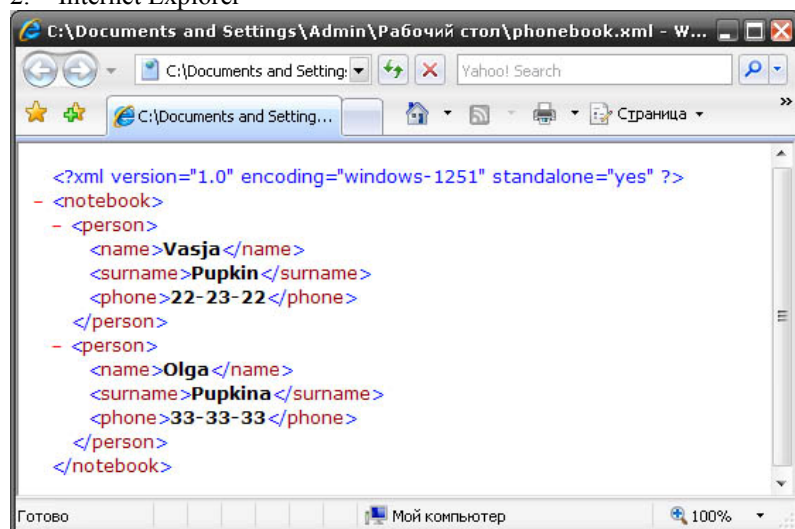 2. Internet Explorer
C:\Documents and Settings\Admin\Рабочий стол\phonebook.xml - W...
C:\Documents and Setting:
Yahoo! Search
C:\Documents and Setting...
Страница
»
<?xml version="1.0" encoding="windows-1251" standalone="yes" ?>
- <notebook>
- <person>
<name>Vasja</name>
<surname>Pupkin</surname>
<phone>22-23-22</phone>
</person>
- <person>
<name>Olga</name>
<surname>Pupkina</surname>
<phone>33-33-33</phone>
</person>
</notebook>
Готово
Мой компьютер
100%